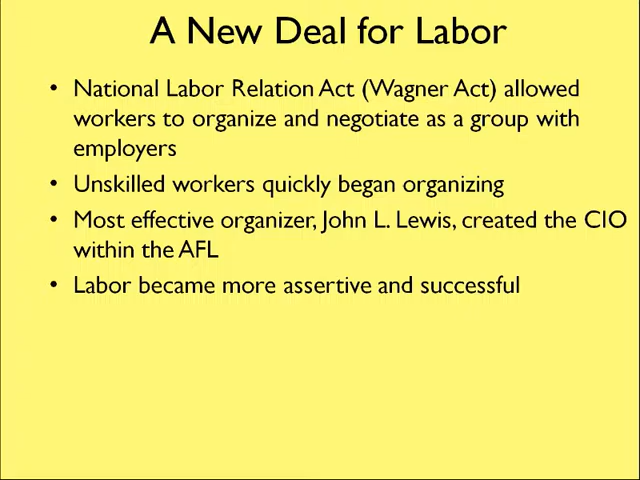 A New Deal for Labor
• National Labor Relation Act (Wagner Act) allowed
workers to organize and negotiate as a group with
employers
• Unskilled workers quickly began organizing
• Most effective organizer, John L. Lewis, created the CIO
within the AFL
• Labor became more assertive and successful